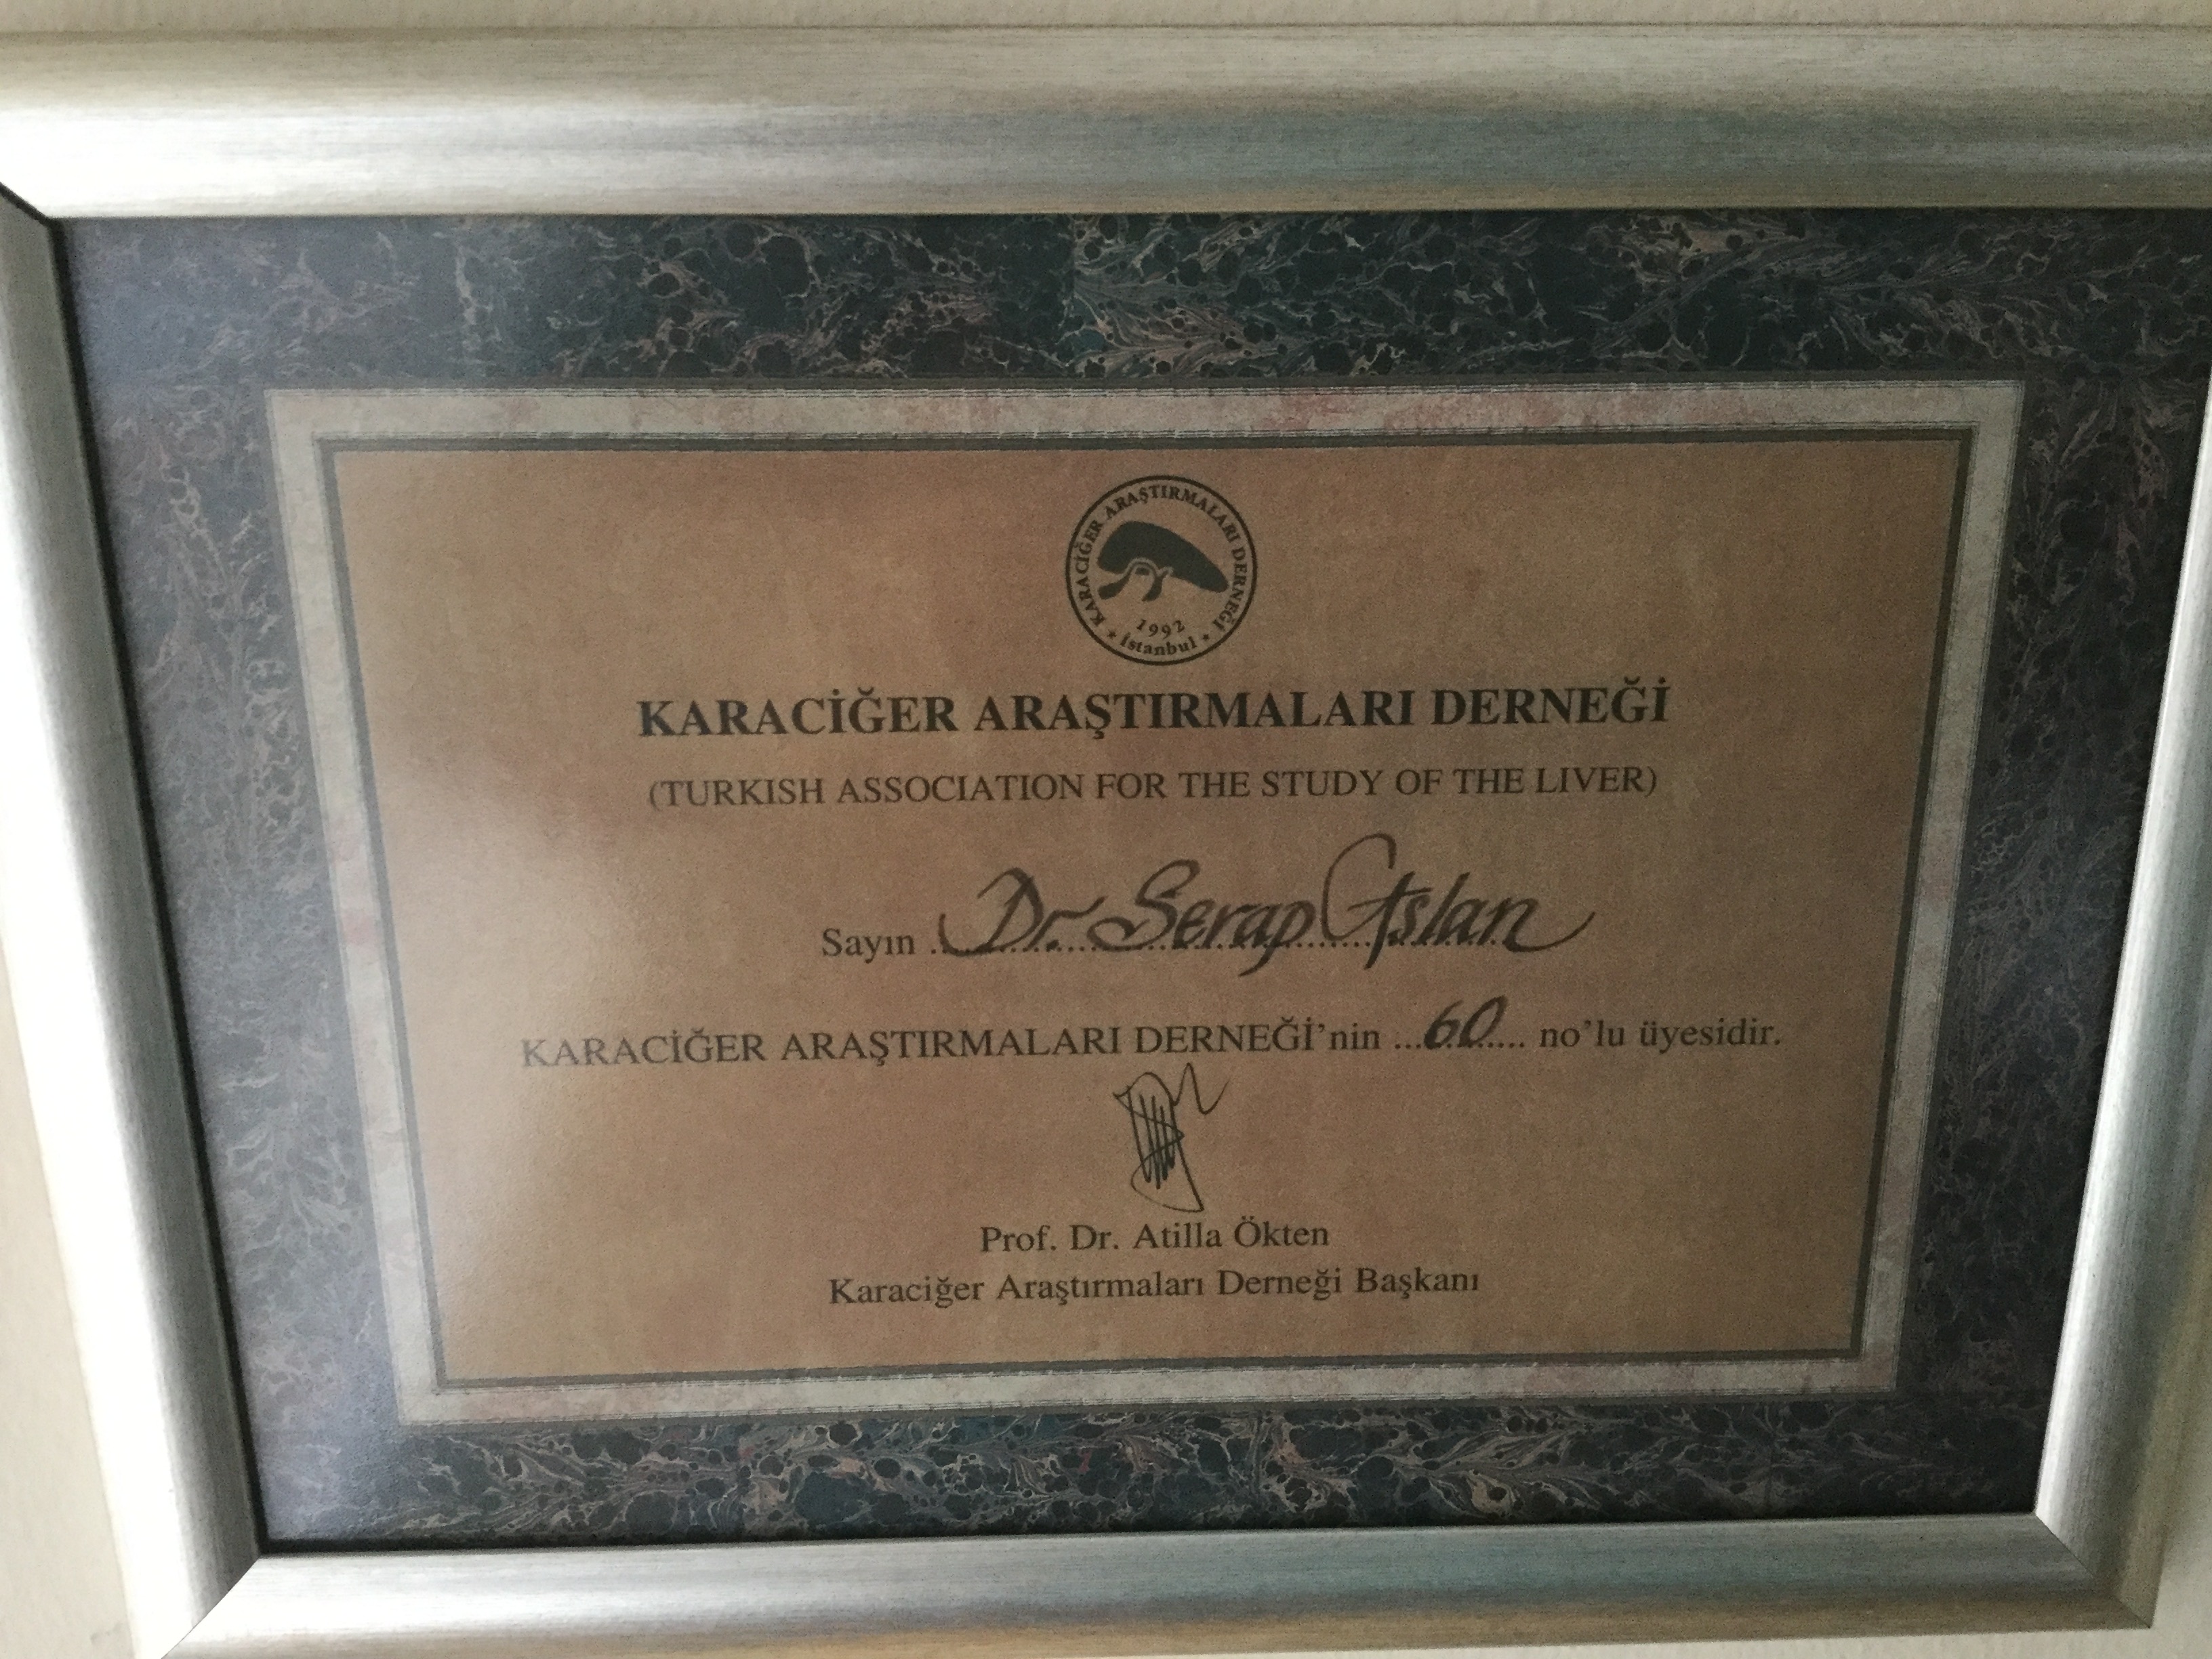 KARACİĞER ARAŞTIRMALARI DERNEĞİ
1992
İstanbul
KARACİĞER ARAŞTIRMALARI DERNEĞİ
(TURKISH ASSOCIATION FOR THE STUDY OF THE LIVER)
Sayın Dr. Serap Aslan
KARACİĞER ARAŞTIRMALARI DERNEĞİ'nin ...60... no'lu üyesidir.
Prof. Dr. Atilla Ökten
Karaciğer Araştırmaları Derneği Başkanı